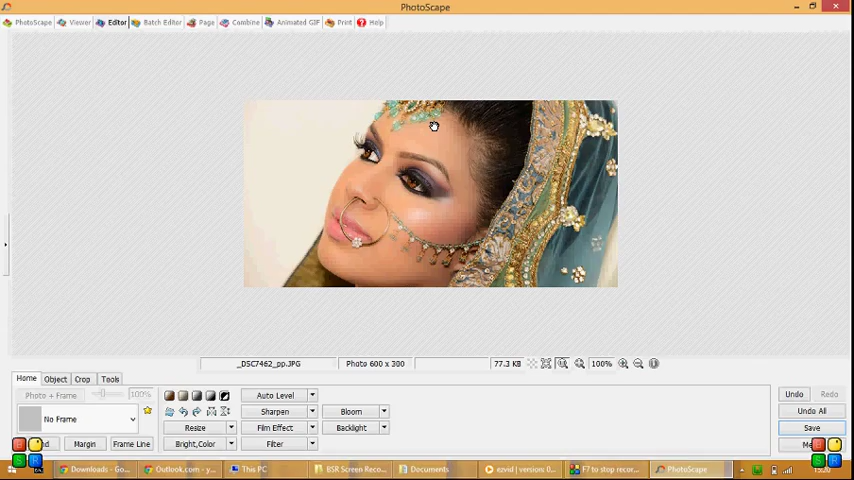 PhotoScape
PhotoScape Viewer Editor Batch Editor Page Combine Animated GIF Print Help
_DSC7462_pp.JPG Photo 600 x 300 77.3 KB 100%
Home Object Crop Tools
Photo + Frame 100% Auto Level Undo Redo
No Frame Sharpen Bloom Undo All
Resize Film Effect Backlight Save
Margin Frame Line Bright,Color Filter
Downloads - Go... Outlook.com - y... This PC BSR Screen Reco... Documents ezvid | versions 0... F7 to stop recor... PhotoScape